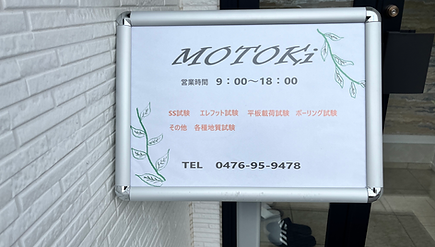 MOTOKi
営業時間 9：00～18：00
SS試験 エレフット試験 平板載荷試験 ボーリング試験
その他 各種地質試験
TEL 0476-95-9478